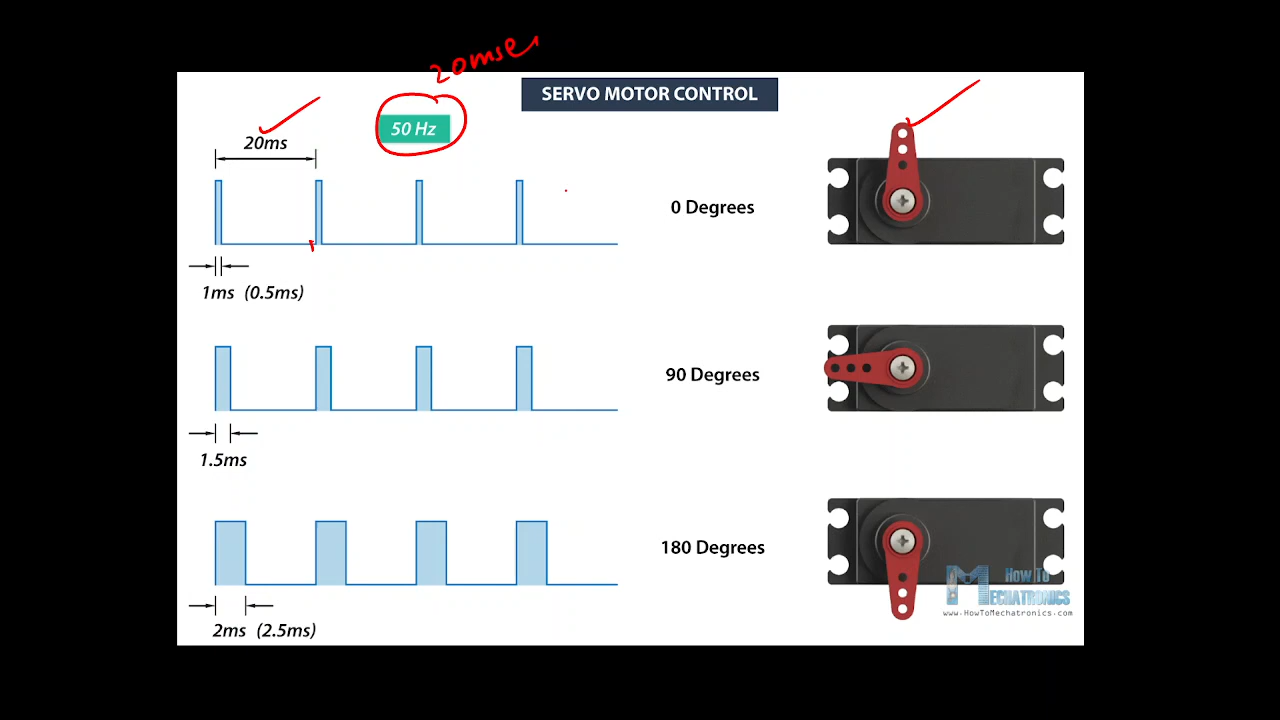 20mse
SERVO MOTOR CONTROL
50 Hz
20ms
0 Degrees
1ms (0.5ms)
90 Degrees
1.5ms
180 Degrees
How To
MECHATRONICS
www.HowToMechatronics.com
2ms (2.5ms)